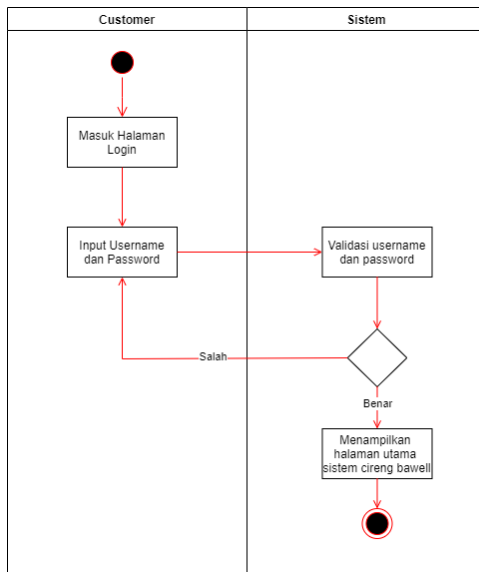 Customer
Sistem
Masuk Halaman
Login
Input Username
dan Password
Validasi username
dan password
Salah
Benar
Menampilkan
halaman utama
sistem cireng bawell